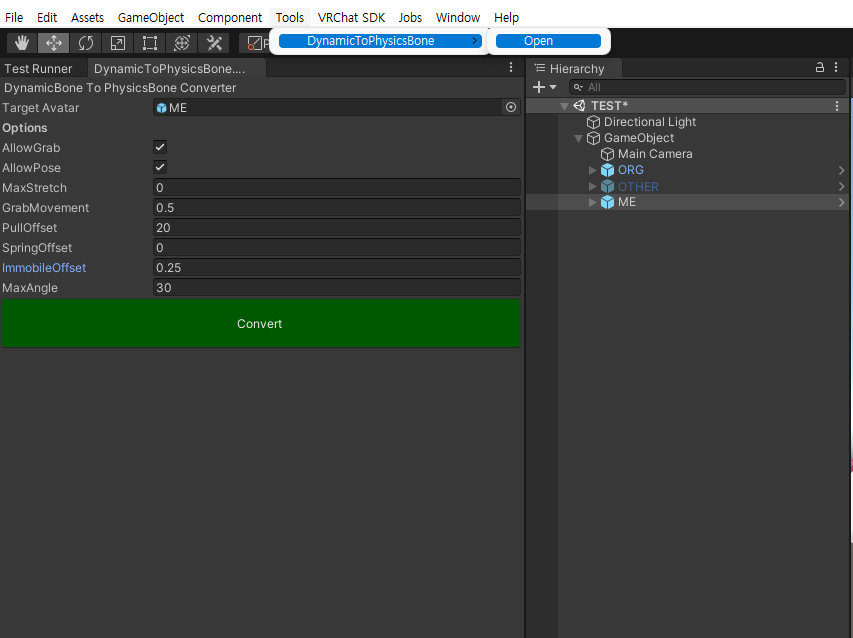 File Edit Assets GameObject Component Tools VRChat SDK Jobs Window Help
DynamicToPhysicsBone Open
Test Runner DynamicToPhysicsBone....
DynamicBone To PhysicsBone Converter
Target Avatar ME
Options
AllowGrab
AllowPose
MaxStretch 0
GrabMovement 0.5
PullOffset 20
SpringOffset 0
ImmobileOffset 0.25
MaxAngle 30
Convert
Hierarchy
All
TEST*
Directional Light
GameObject
Main Camera
ORG
OTHER
ME